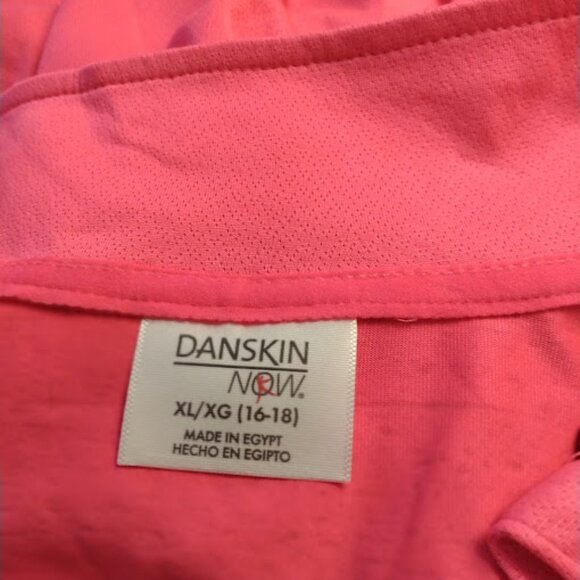 DANSKIN
NOW®
XL/XG (16-18)
MADE IN EGYPT
HECHO EN EGIPTO